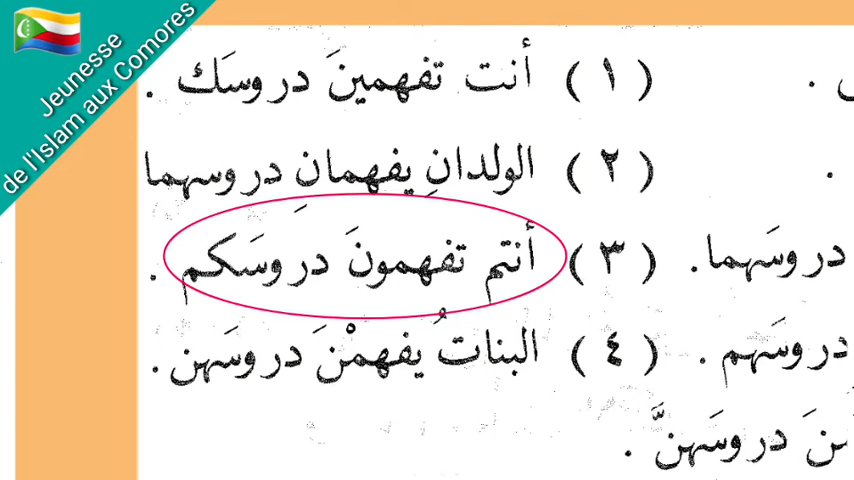 Jeunesse
de l'Islam aux Comores
( ١ ) أنت تفهمينَ دروسَك .
( ٢ ) الولدانِ يفهمانِ دروسهما
( ٣ ) أنتم تفهمونَ دروسَكم .
( ٤ ) البناتُ يفهمْنَ دروسَهن .
دروسَهما .
دروسَهم .
نَ دروسَهنَّ .